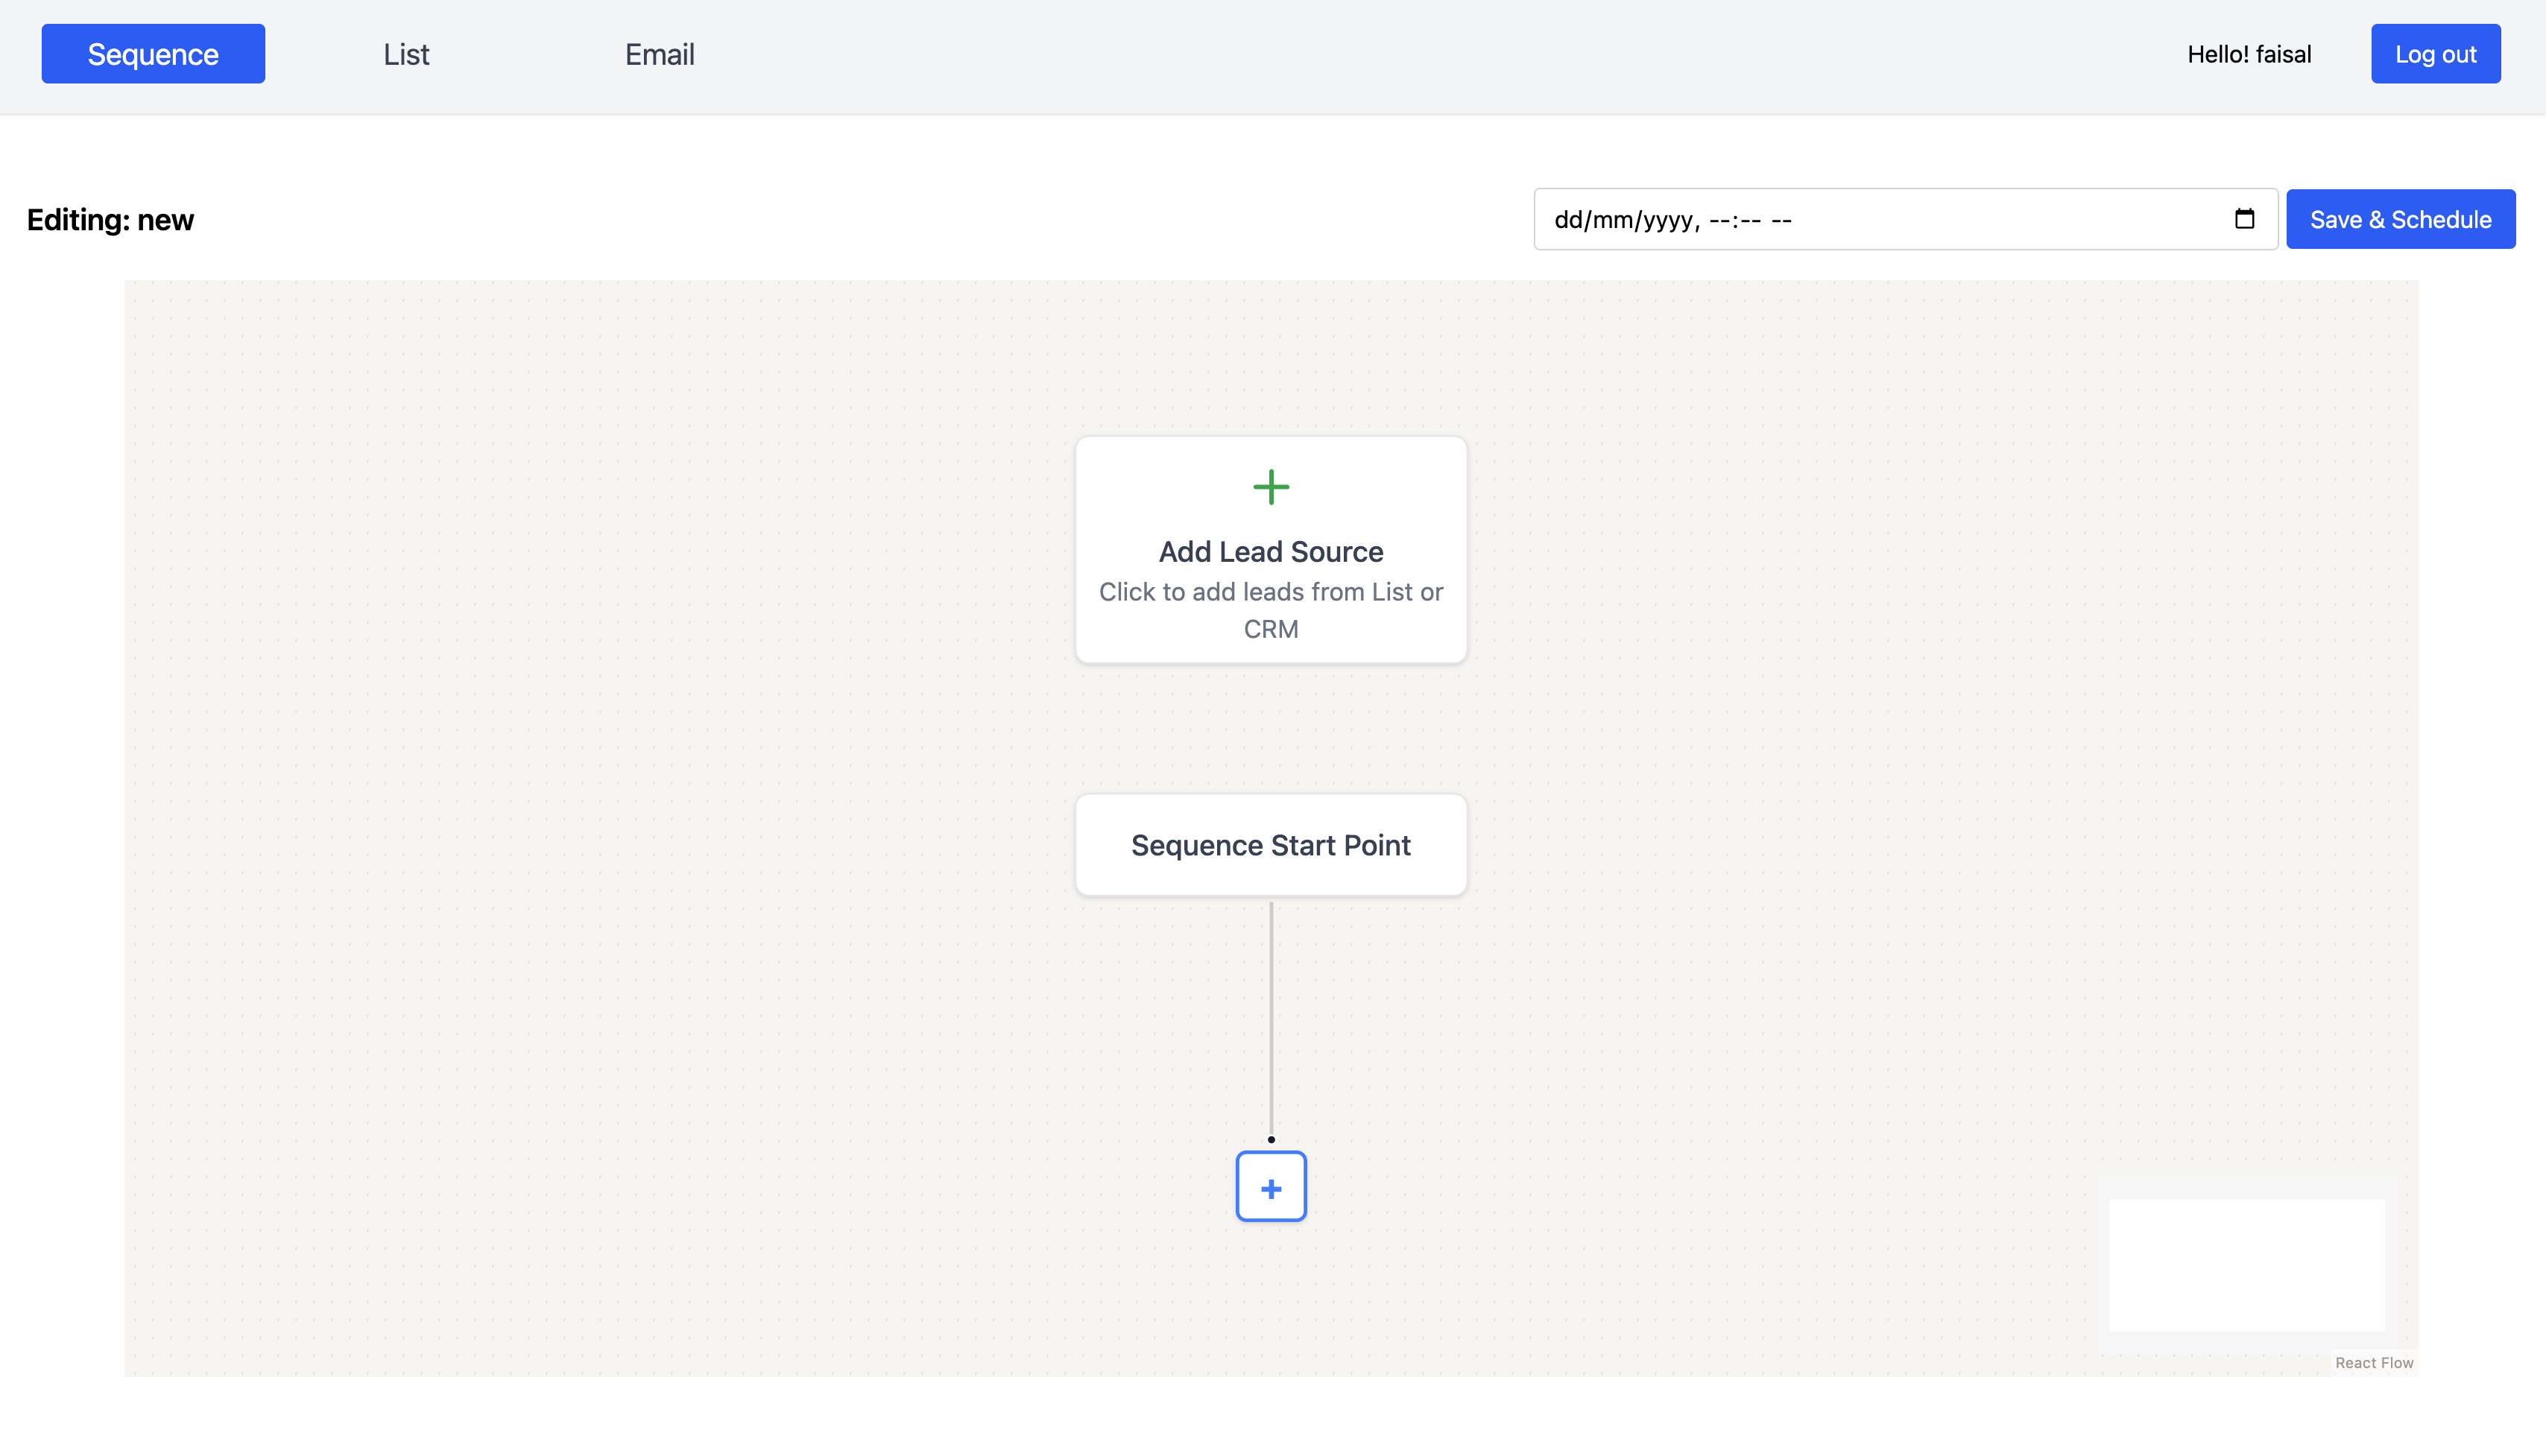 Sequence
List
Email
Hello! faisal
Log out
Editing: new
dd/mm/yyyy, --:-- --
Save & Schedule
Add Lead Source
Click to add leads from List or
CRM
Sequence Start Point
+
React Flow